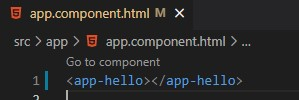 app.component.html M
src > app > app.component.html > ...
Go to component
1 <app-hello></app-hello>
2